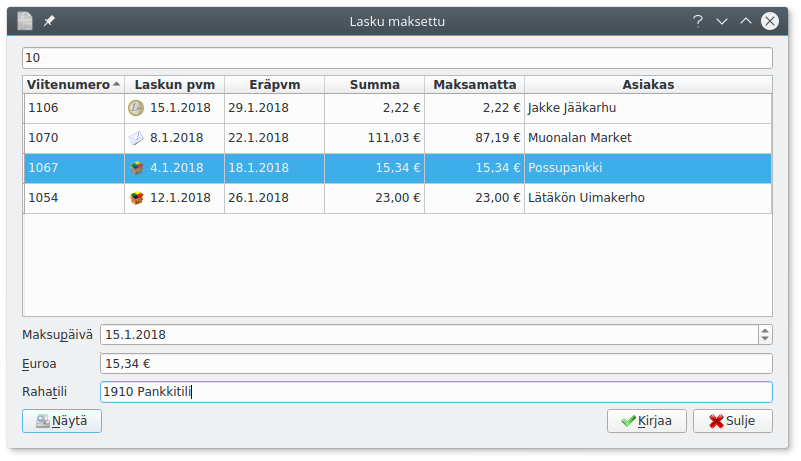 Lasku maksettu
10
Viitenumero Laskun pvm Eräpvm Summa Maksamatta Asiakas
1106 15.1.2018 29.1.2018 2,22 € 2,22 € Jakke Jääkarhu
1070 8.1.2018 22.1.2018 111,03 € 87,19 € Muonalan Market
1067 4.1.2018 18.1.2018 15,34 € 15,34 € Possupankki
1054 12.1.2018 26.1.2018 23,00 € 23,00 € Lätäkön Uimakerho
Maksupäivä 15.1.2018
Euroa 15,34 €
Rahatili 1910 Pankkitili
Näytä Kirjaa Sulje